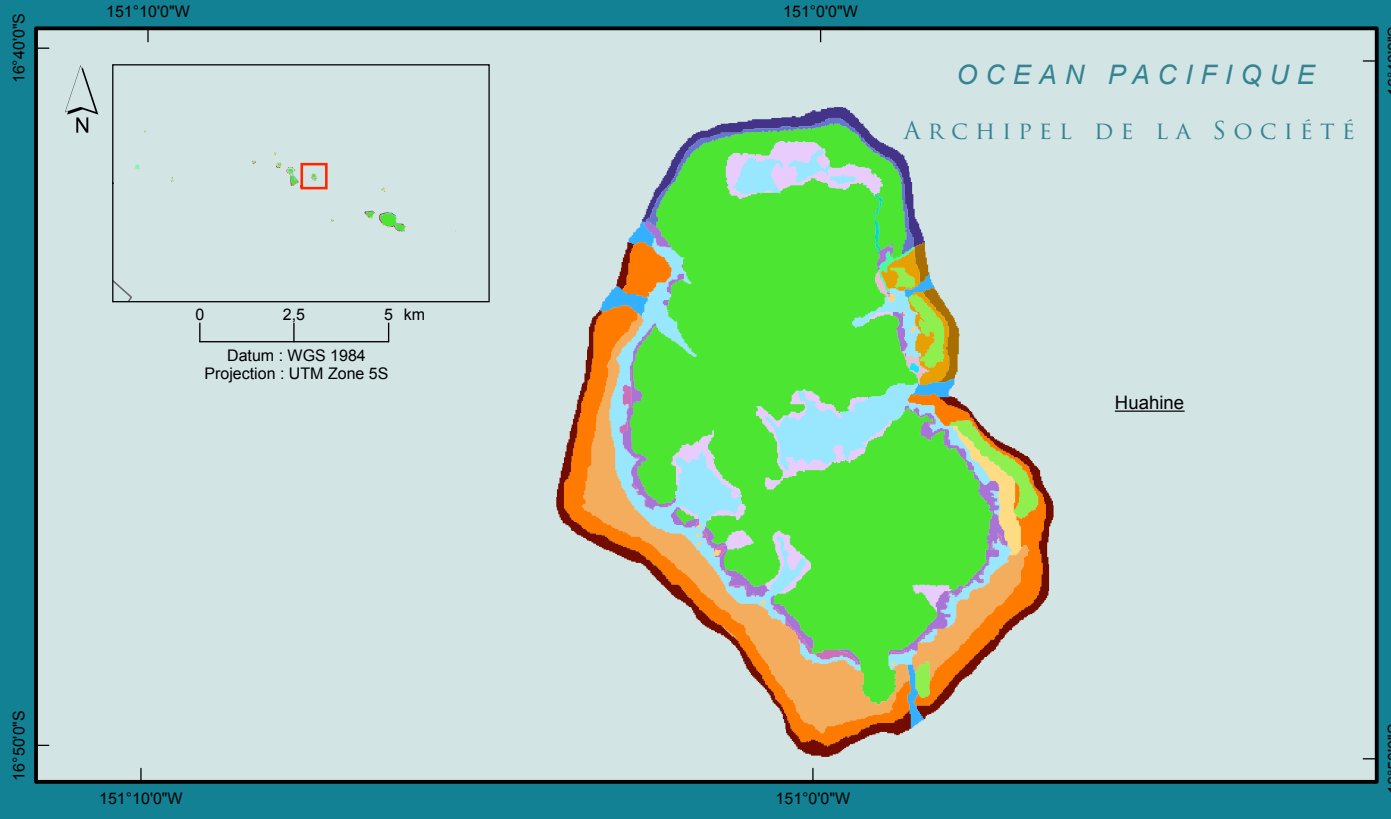 151°10'0"W 151°0'0"W
16°40'0"S
OCEAN PACIFIQUE
ARCHIPEL DE LA SOCIÉTÉ
N
0 2,5 5 km
Datum : WGS 1984
Projection : UTM Zone 5S
Huahine
16°50'0"S
151°10'0"W 151°0'0"W